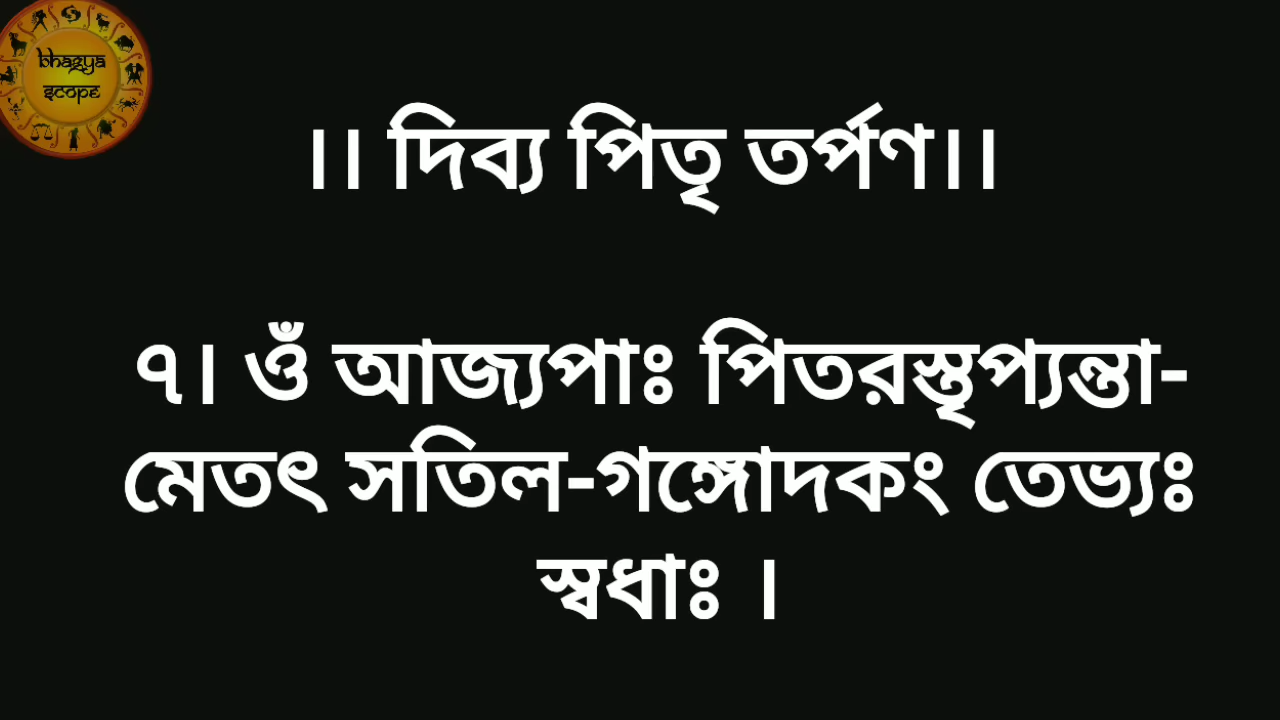 bhagya
scope
।। দিব্য পিতৃ তর্পণ।।
৭। ওঁ আজ্যপাঃ পিতরস্তৃপ্যন্তা-
মেতৎ সতিল-গঙ্গোদকং তেভ্যঃ
স্বধাঃ ।